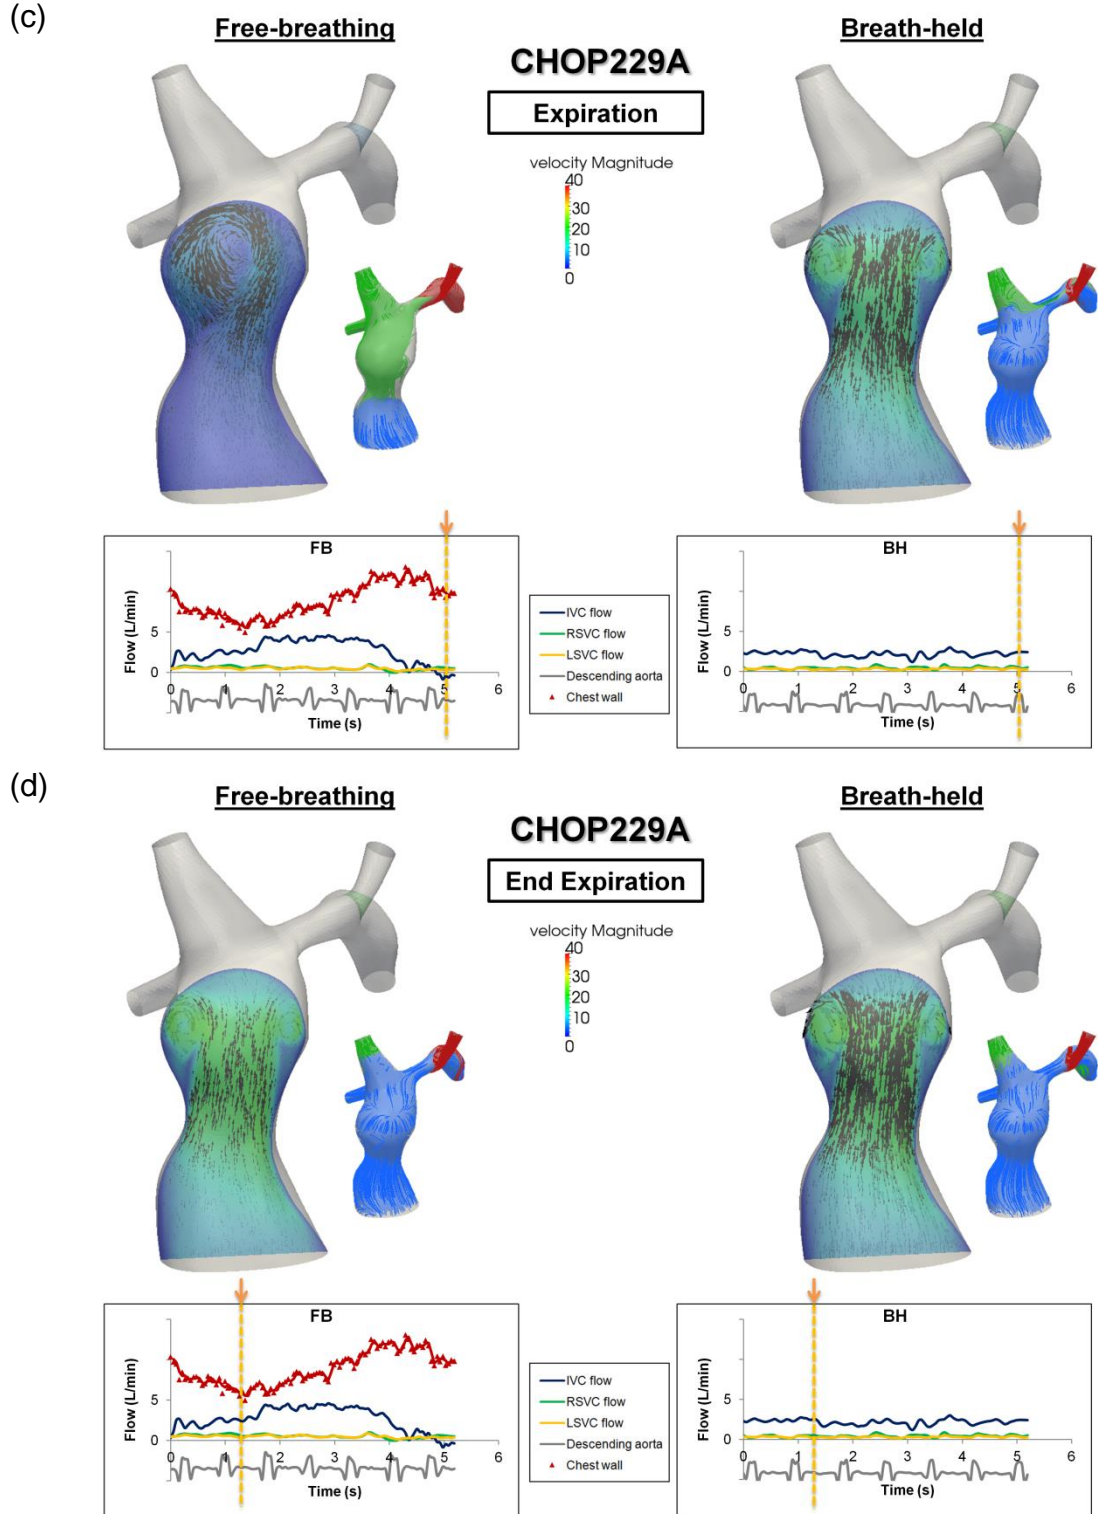 (c)
Free-breathing
Breath-held
CHOP229A
Expiration
velocity Magnitude
40
30
20
10
0
FB
Flow (L/min)
5
0
0 1 2 3 4 5 6
Time (s)
IVC flow
RSVC flow
LSVC flow
Descending aorta
Chest wall
BH
Flow (L/min)
5
0
0 1 2 3 4 5 6
Time (s)
(d)
Free-breathing
Breath-held
CHOP229A
End Expiration
velocity Magnitude
40
30
20
10
0
FB
Flow (L/min)
5
0
0 1 2 3 4 5 6
Time (s)
IVC flow
RSVC flow
LSVC flow
Descending aorta
Chest wall
BH
Flow (L/min)
5
0
0 1 2 3 4 5 6
Time (s)